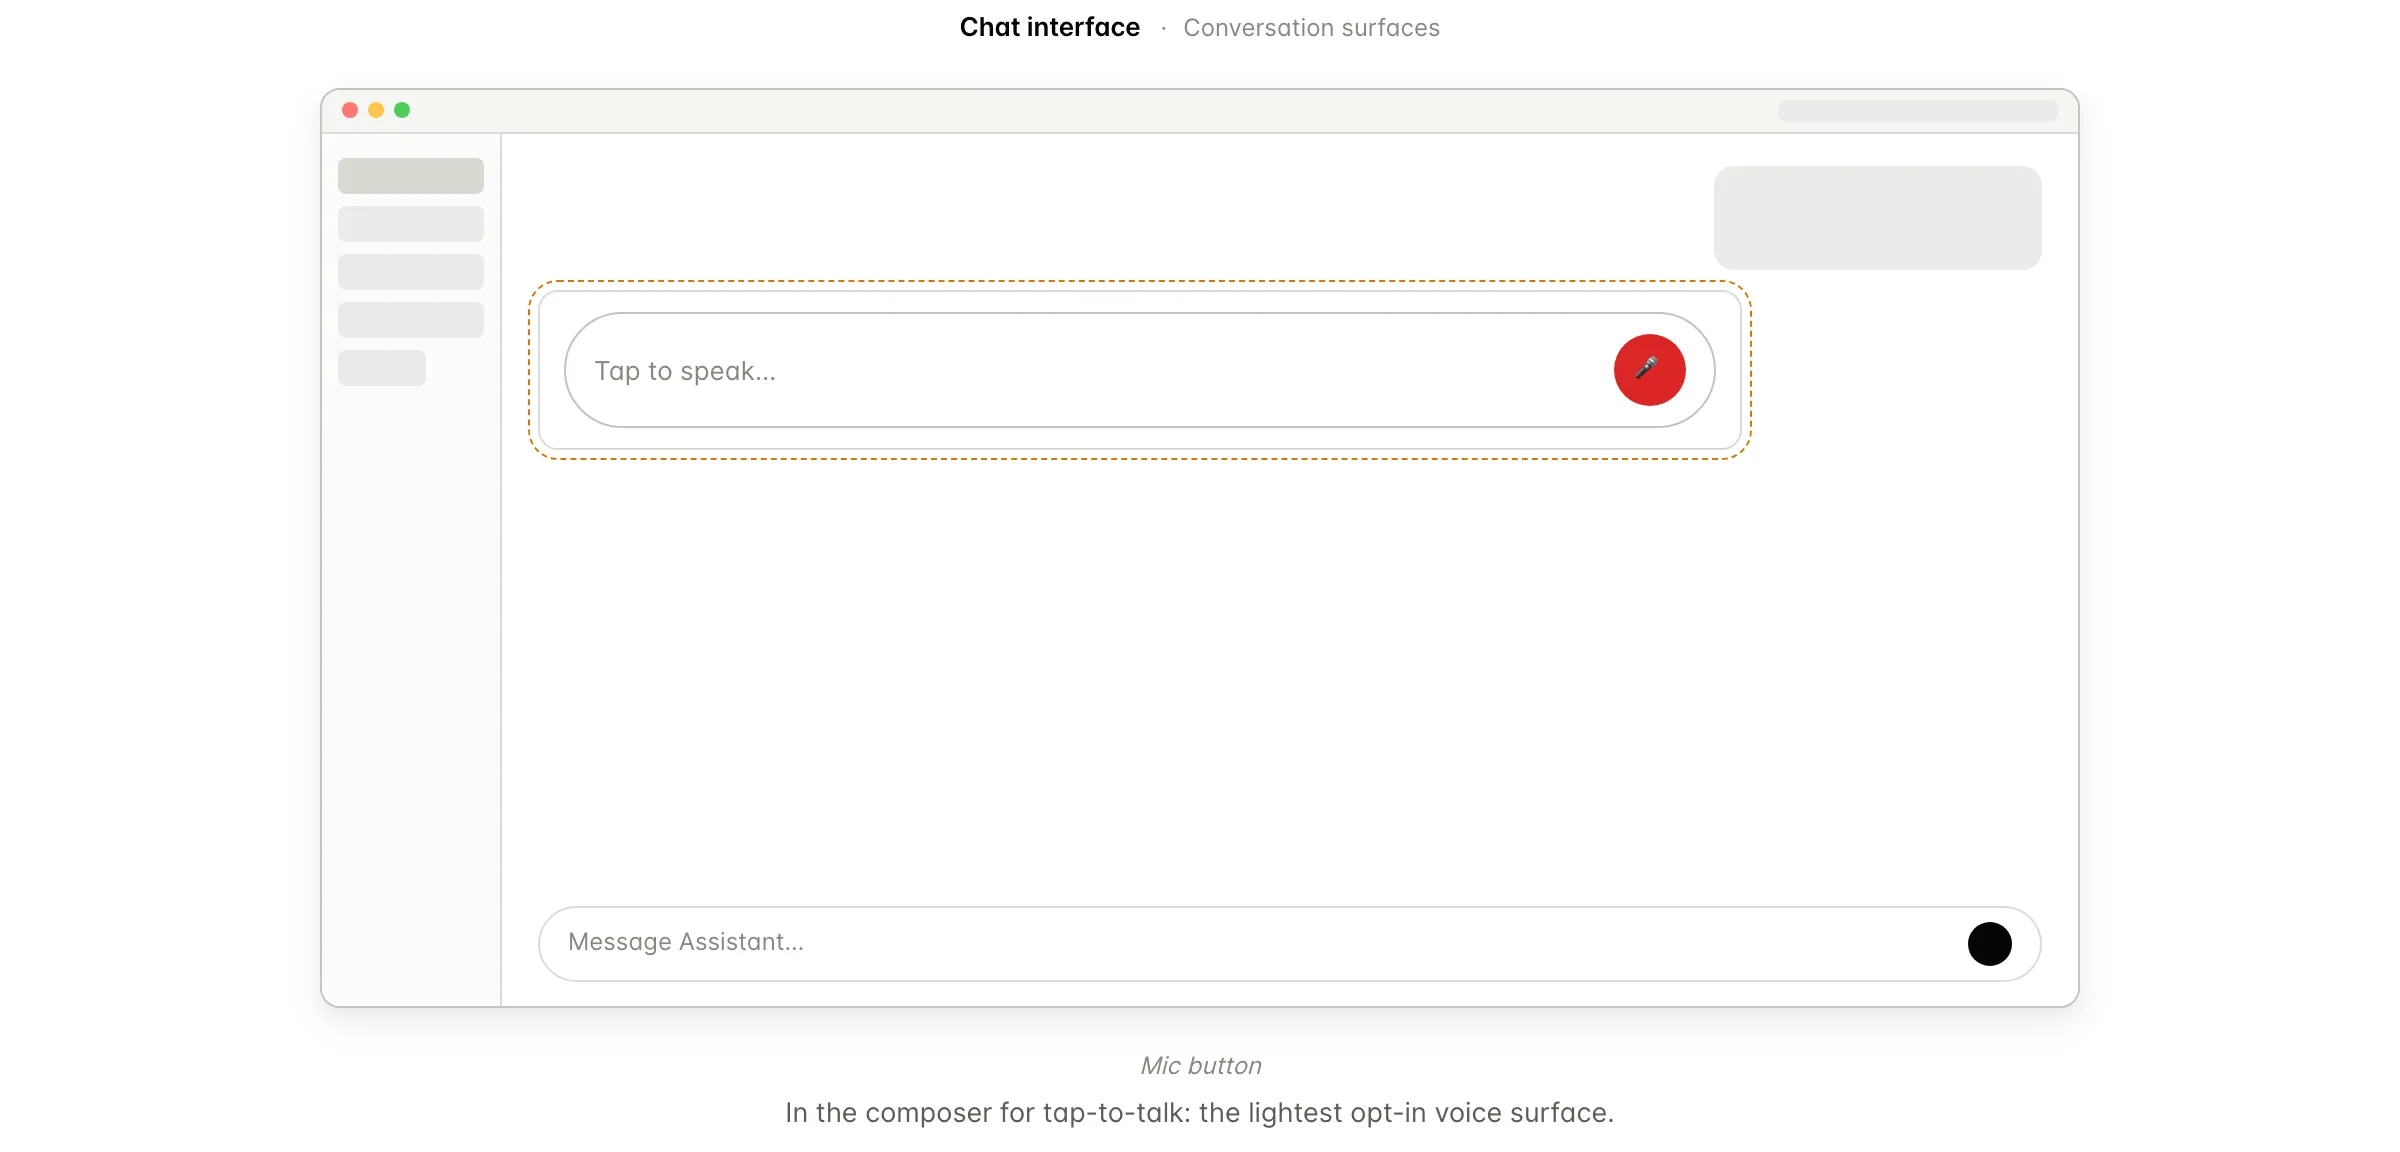 Chat interface · Conversation surfaces
Tap to speak...
Message Assistant...
Mic button
In the composer for tap-to-talk: the lightest opt-in voice surface.